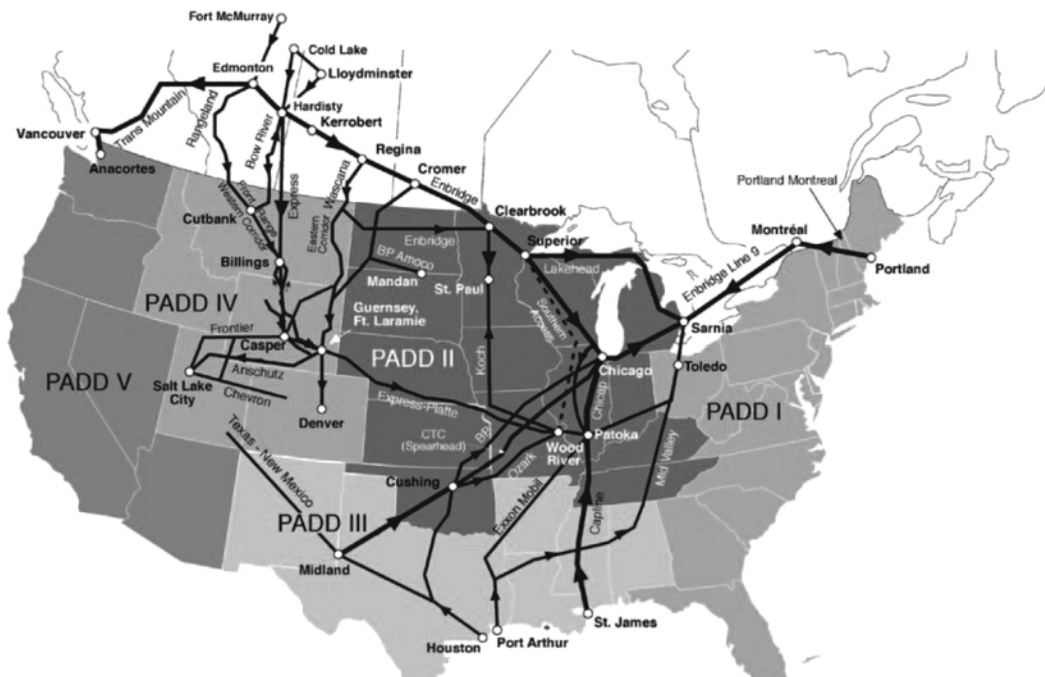 Fort McMurray
Cold Lake
Edmonton
Lloydminster
Hardisty
Trans Mountain
Rangeland
Bow River
Kerrobert
Vancouver
Regina
Anacortes
Wascana
Cromer
Enbridge
Portland Montreal
Express
Front Range
Western Corridor
Cutbank
Eastern Corridor
Clearbrook
Montréal
Enbridge
Superior
BP Amoco
Lakehead
Enbridge Line 9
Portland
Billings
Mandan
St. Paul
PADD IV
Guernsey,
Ft. Laramie
Southern Access
Sarnia
Frontier
Casper
PADD II
Koch
Toledo
Anschutz
Chicago
PADD V
Salt Lake
City
Chevron
Express-Platte
Chicap
PADD I
Denver
CTC
(Spearhead)
BP
Wood
River
Patoka
Texas - New Mexico
Ozark
Mid Valley
Cushing
Exxon Mobil
Capline
PADD III
Midland
St. James
Houston
Port Arthur